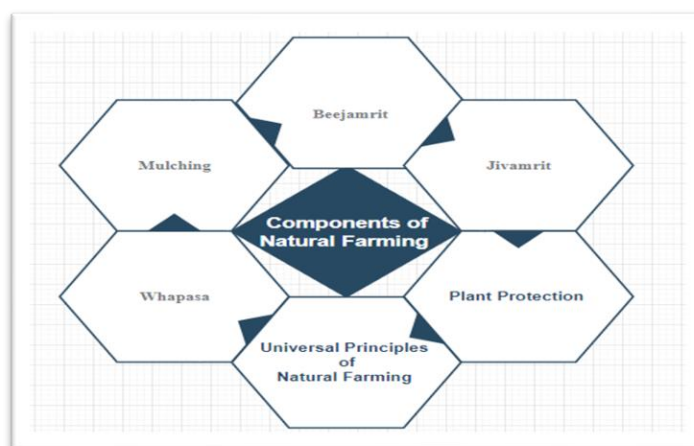 Beejamrit
Mulching
Jivamrit
Components of
Natural Farming
Whapasa
Plant Protection
Universal Principles
of
Natural Farming